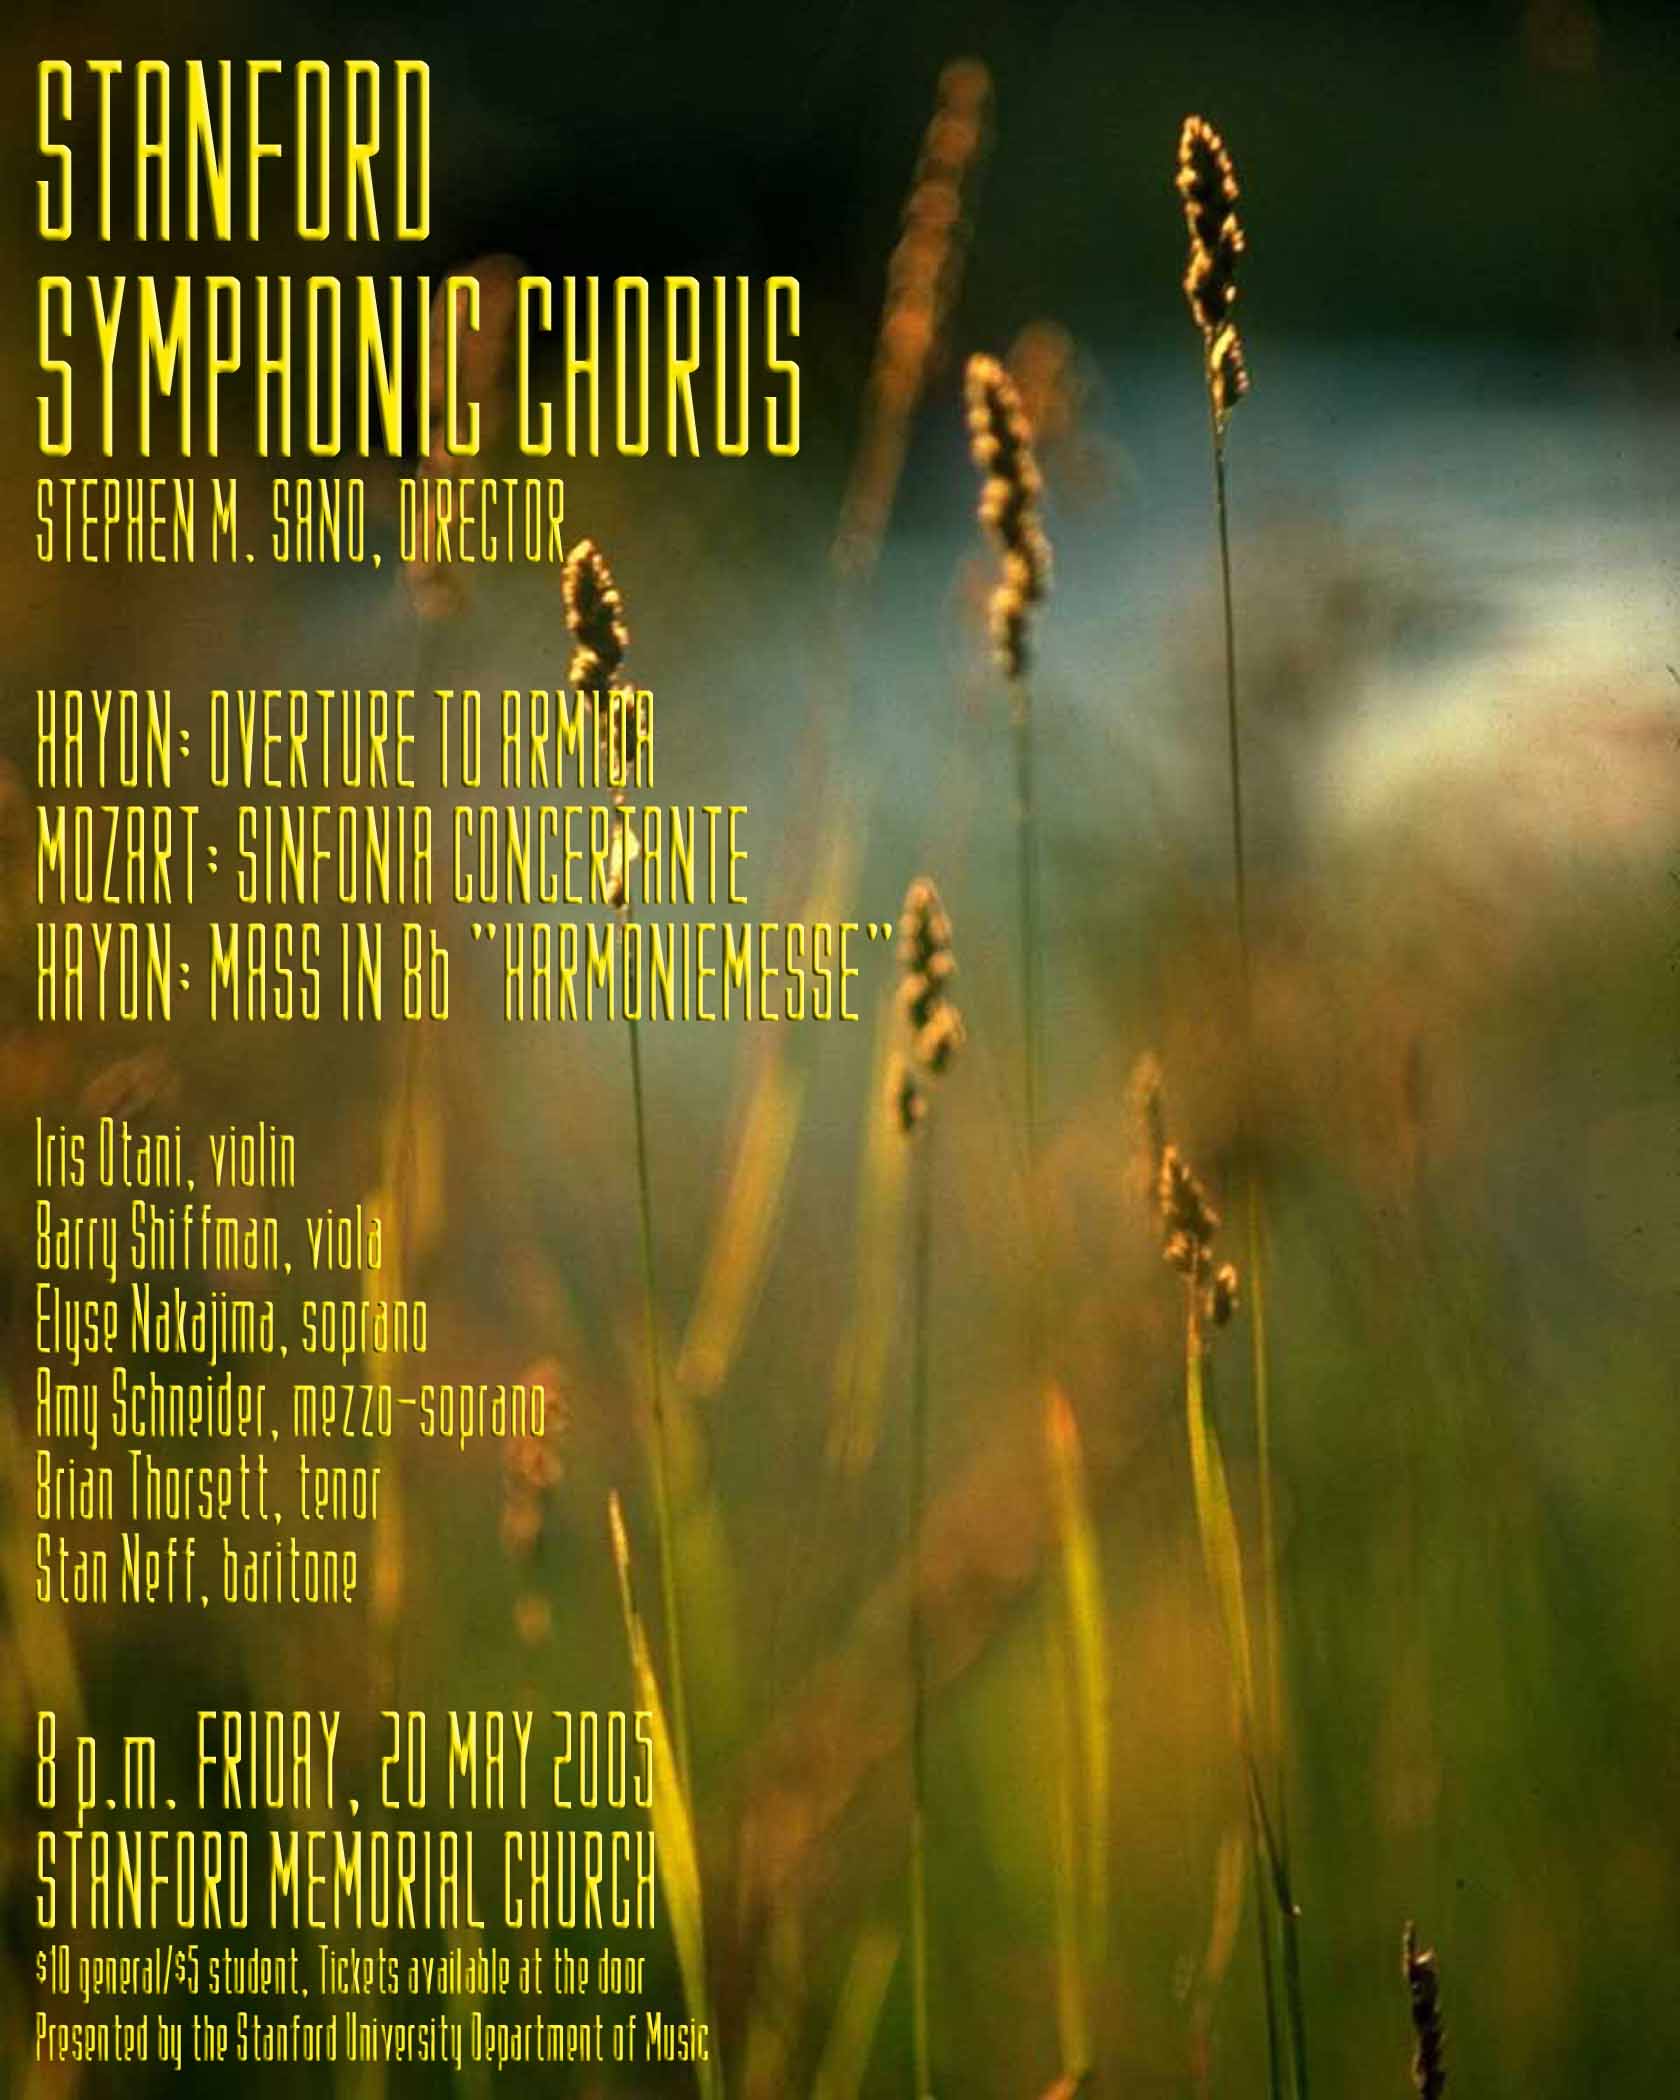 STANFORD
SYMPHONIC CHORUS
STEPHEN M. SANO, DIRECTOR
HAYDN: OVERTURE TO ARMIDA
MOZART: SINFONIA CONCERTANTE
HAYDN: MASS IN Bb "HARMONIEMESSE"
Iris Otani, violin
Barry Shiffman, viola
Elyse Nakajima, soprano
Amy Schneider, mezzo-soprano
Brian Thorsett, tenor
Stan Neff, baritone
8 p.m. FRIDAY, 20 MAY 2005
STANFORD MEMORIAL CHURCH
$10 general/$5 student, Tickets available at the door
Presented by the Stanford University Department of Music